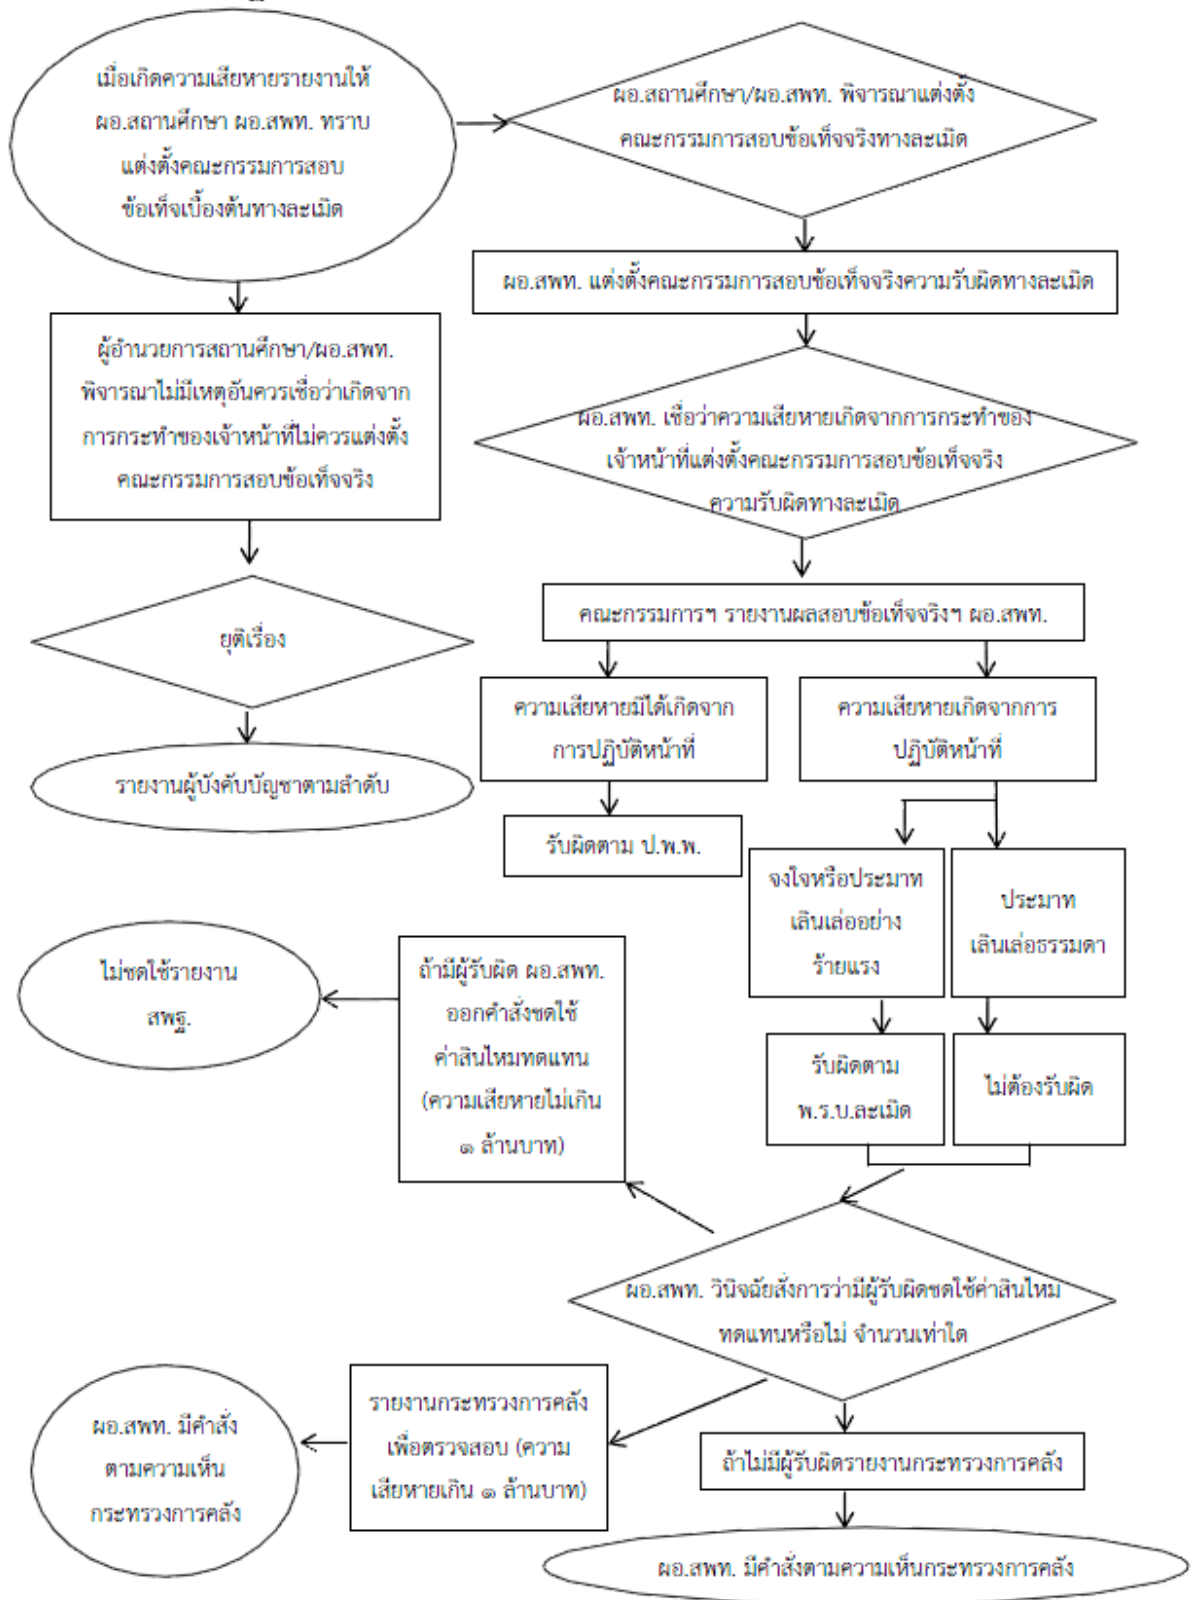 เมื่อเกิดความเสียหายรายงานให้
ผอ.สถานศึกษา ผอ.สพท. ทราบ
แต่งตั้งคณะกรรมการสอบ
ข้อเท็จเบื้องต้นทางละเมิด
ผอ.สถานศึกษา/ผอ.สพท. พิจารณาแต่งตั้ง
คณะกรรมการสอบข้อเท็จจริงทางละเมิด
ผอ.สพท. แต่งตั้งคณะกรรมการสอบข้อเท็จจริงความรับผิดทางละเมิด
ผู้อำนวยการสถานศึกษา/ผอ.สพท.
พิจารณาไม่มีเหตุอันควรเชื่อว่าเกิดจาก
การกระทำของเจ้าหน้าที่ไม่ควรแต่งตั้ง
คณะกรรมการสอบข้อเท็จจริง
ผอ.สพท. เชื่อว่าความเสียหายเกิดจากการกระทำของ
เจ้าหน้าที่แต่งตั้งคณะกรรมการสอบข้อเท็จจริง
ความรับผิดทางละเมิด
ยุติเรื่อง
รายงานผู้บังคับบัญชาตามลำดับ
คณะกรรมการฯ รายงานผลสอบข้อเท็จจริงฯ ผอ.สพท.
ความเสียหายมิได้เกิดจาก
การปฏิบัติหน้าที่
ความเสียหายเกิดจากการ
ปฏิบัติหน้าที่
รับผิดตาม ป.พ.พ.
จงใจหรือประมาท
เลินเล่ออย่าง
ร้ายแรง
ประมาท
เลินเล่อธรรมดา
รับผิดตาม
พ.ร.บ.ละเมิด
ไม่ต้องรับผิด
ถ้ามีผู้รับผิด ผอ.สพท.
ออกคำสั่งชดใช้
ค่าสินไหมทดแทน
(ความเสียหายไม่เกิน
๑ ล้านบาท)
ไม่ชดใช้รายงาน
สพฐ.
ผอ.สพท. วินิจฉัยสั่งการว่ามีผู้รับผิดชดใช้ค่าสินไหม
ทดแทนหรือไม่ จำนวนเท่าใด
รายงานกระทรวงการคลัง
เพื่อตรวจสอบ (ความ
เสียหายเกิน ๑ ล้านบาท)
ผอ.สพท. มีคำสั่ง
ตามความเห็น
กระทรวงการคลัง
ถ้าไม่มีผู้รับผิดรายงานกระทรวงการคลัง
ผอ.สพท. มีคำสั่งตามความเห็นกระทรวงการคลัง